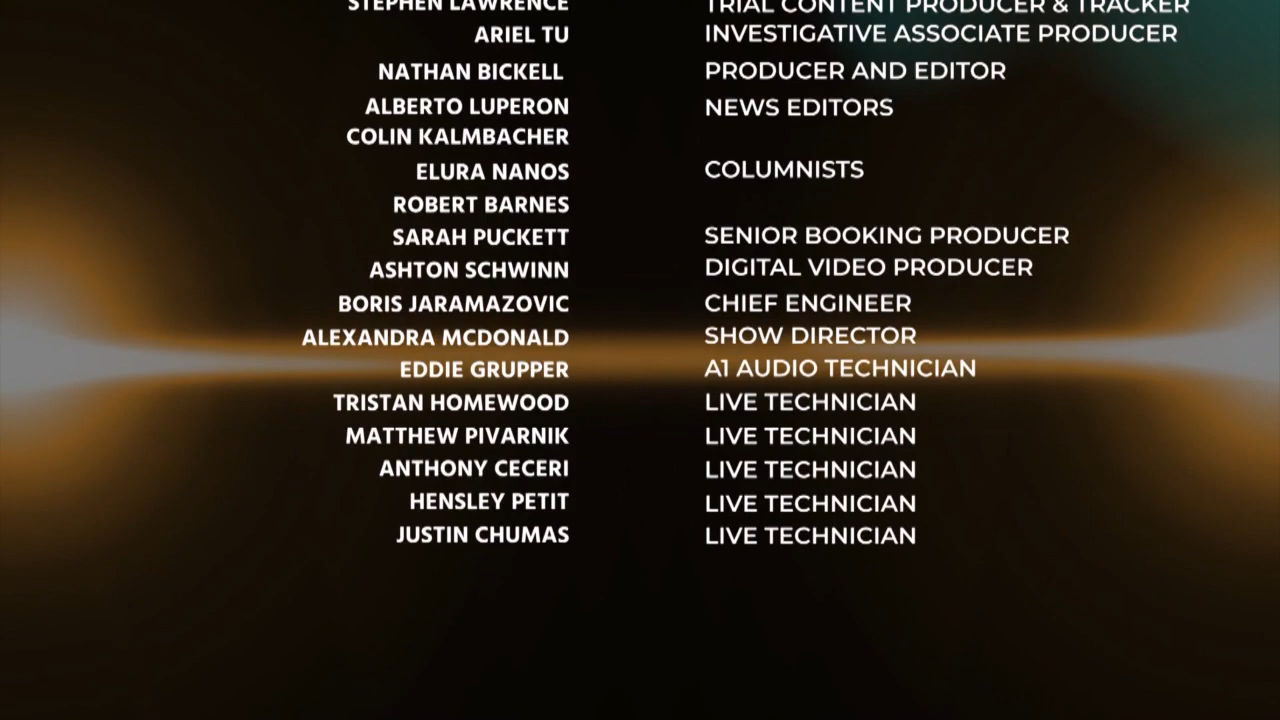 STEPHEN LAWRENCE TRIAL CONTENT PRODUCER & TRACKER
ARIEL TU INVESTIGATIVE ASSOCIATE PRODUCER
NATHAN BICKELL PRODUCER AND EDITOR
ALBERTO LUPERON NEWS EDITORS
COLIN KALMBACHER
ELURA NANOS COLUMNISTS
ROBERT BARNES
SARAH PUCKETT SENIOR BOOKING PRODUCER
ASHTON SCHWINN DIGITAL VIDEO PRODUCER
BORIS JARAMAZOVIC CHIEF ENGINEER
ALEXANDRA MCDONALD SHOW DIRECTOR
EDDIE GRUPPER A1 AUDIO TECHNICIAN
TRISTAN HOMEWOOD LIVE TECHNICIAN
MATTHEW PIVARNIK LIVE TECHNICIAN
ANTHONY CECERI LIVE TECHNICIAN
HENSLEY PETIT LIVE TECHNICIAN
JUSTIN CHUMAS LIVE TECHNICIAN